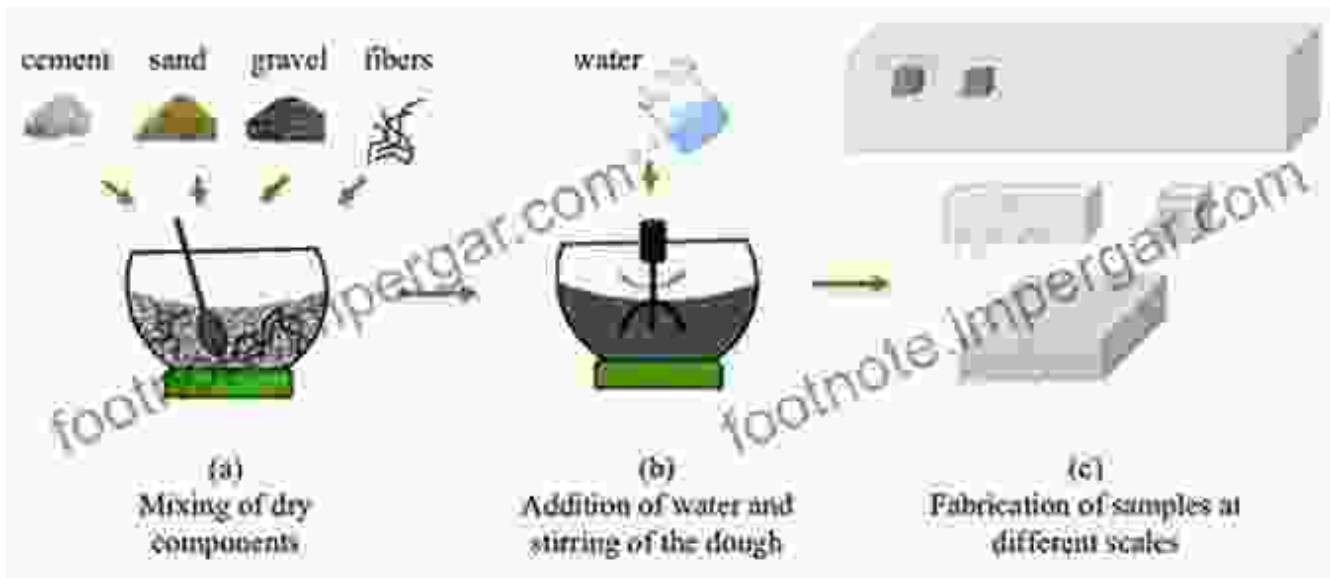 cement sand gravel fibers
water
footnote.impergar.com
footnote.impergar.com
(a)
Mixing of dry
components
(b)
Addition of water and
stirring of the dough
(c)
Fabrication of samples at
different scales